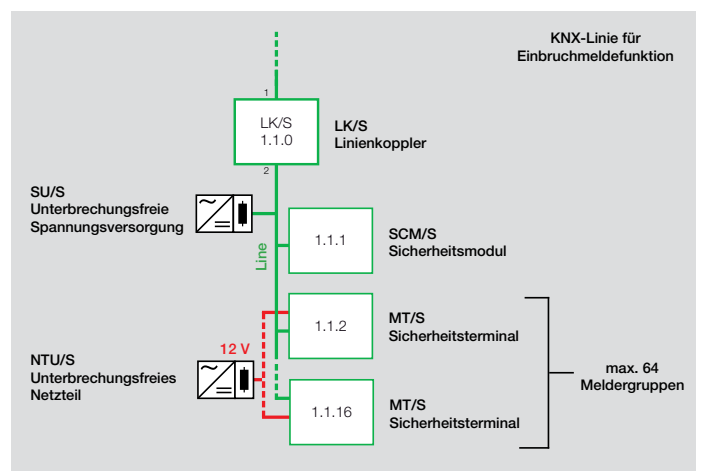 KNX-Linie für
Einbruchmeldefunktion
1
LK/S
1.1.0
LK/S
Linienkoppler
2
SU/S
Unterbrechungsfreie
Spannungsversorgung
Line
1.1.1
SCM/S
Sicherheitsmodul
1.1.2
MT/S
Sicherheitsterminal
12 V
NTU/S
Unterbrechungsfreies
Netzteil
max. 64
Meldergruppen
1.1.16
MT/S
Sicherheitsterminal